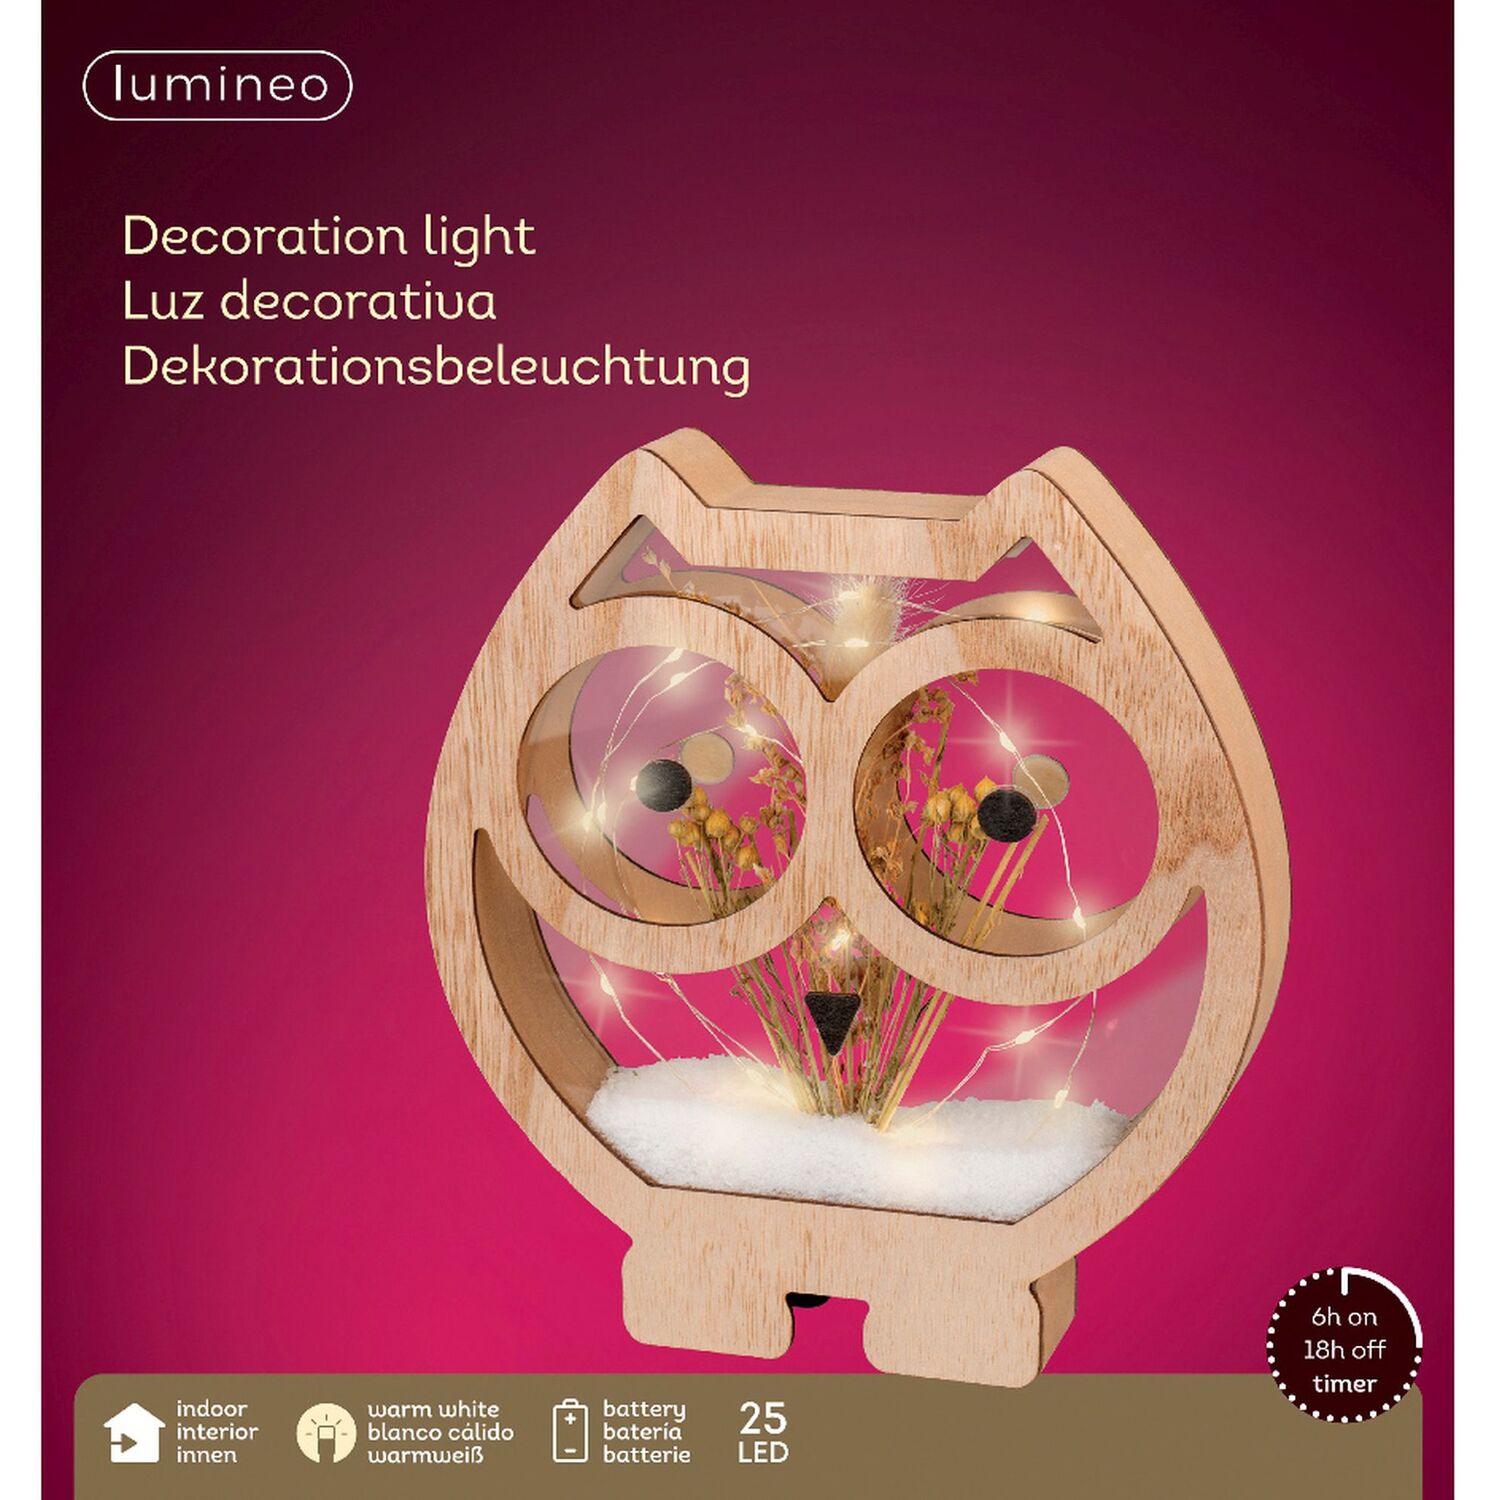 lumineo
Decoration light
Luz decorativa
Dekorationsbeleuchtung
6h on
18h off
timer
indoor
interior
innen
warm white
blanco cálido
warmweiß
battery
batería
batterie
25
LED